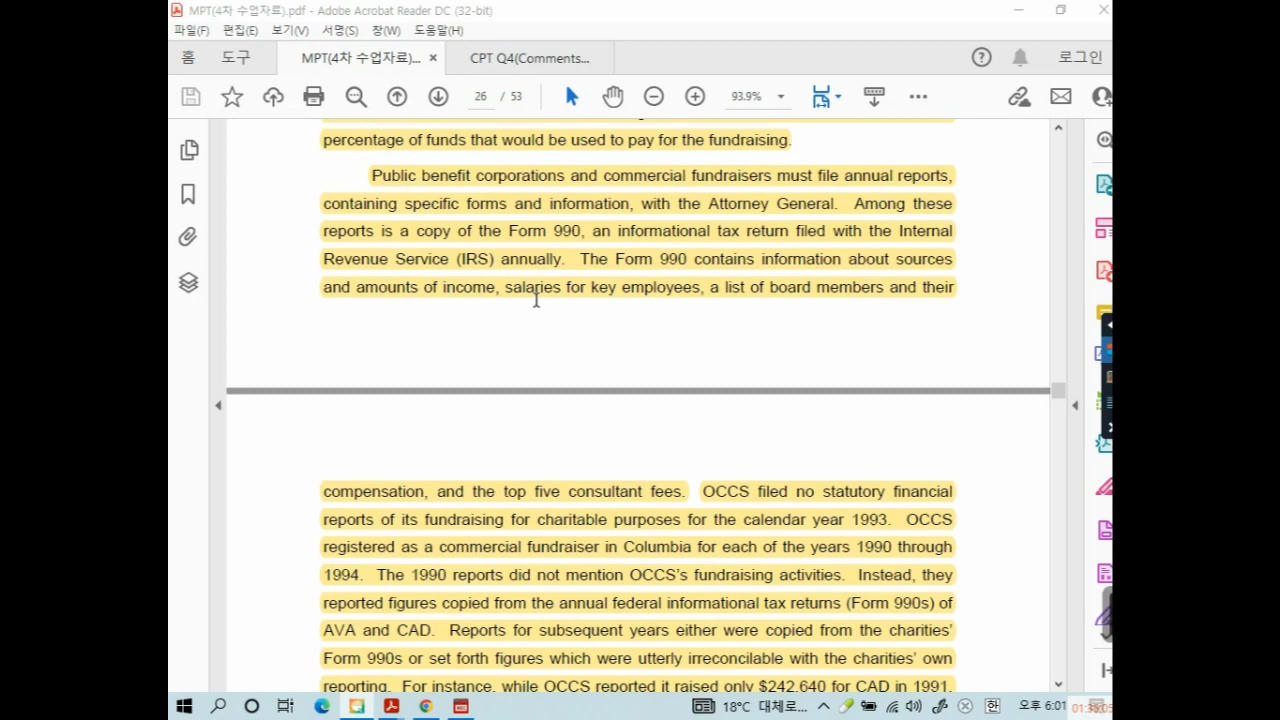 MPT(4차 수업자료).pdf - Adobe Acrobat Reader DC (32-bit)
파일(F) 편집(E) 보기(V) 서명(S) 창(W) 도움말(H)
홈 도구 MPT(4차 수업자료)... × CPT Q4(Comments... 로그인
26 / 53 93.9%
percentage of funds that would be used to pay for the fundraising.
Public benefit corporations and commercial fundraisers must file annual reports,
containing specific forms and information, with the Attorney General. Among these
reports is a copy of the Form 990, an informational tax return filed with the Internal
Revenue Service (IRS) annually. The Form 990 contains information about sources
and amounts of income, salaries for key employees, a list of board members and their
compensation, and the top five consultant fees. OCCS filed no statutory financial
reports of its fundraising for charitable purposes for the calendar year 1993. OCCS
registered as a commercial fundraiser in Columbia for each of the years 1990 through
1994. The 1990 reports did not mention OCCS's fundraising activities. Instead, they
reported figures copied from the annual federal informational tax returns (Form 990s) of
AVA and CAD. Reports for subsequent years either were copied from the charities'
Form 990s or set forth figures which were utterly irreconcilable with the charities' own
reporting. For instance, while OCCS reported it raised only $242,640 for CAD in 1991,
18°C 대체로... 한 오후 6:01